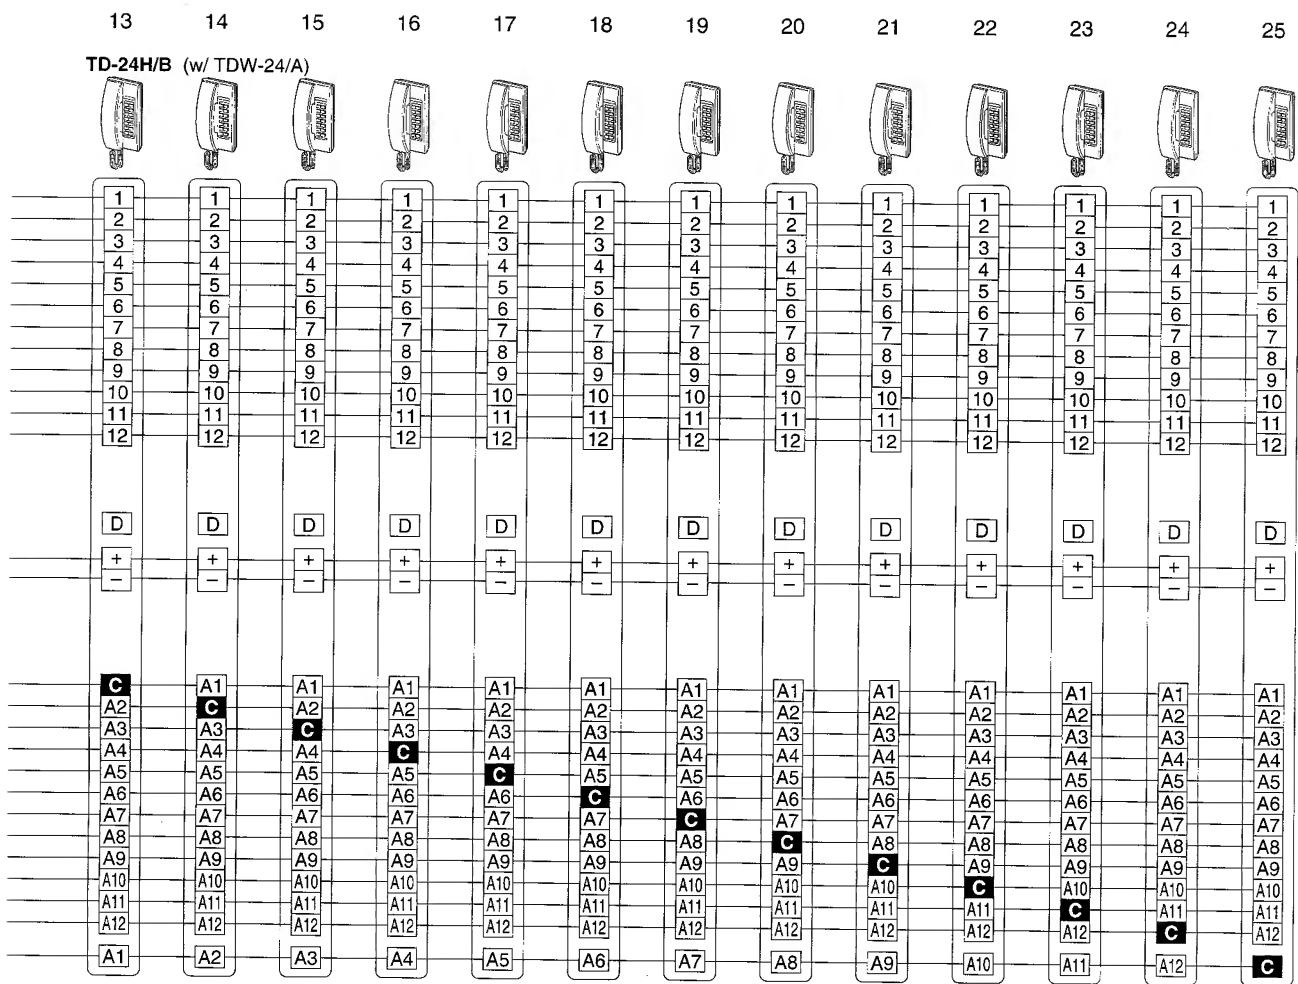 13 14 15 16 17 18 19 20 21 22 23 24 25
TD-24H/B (w/ TDW-24/A)
1 1 1 1 1 1 1 1 1 1 1 1 1
2 2 2 2 2 2 2 2 2 2 2 2 2
3 3 3 3 3 3 3 3 3 3 3 3 3
4 4 4 4 4 4 4 4 4 4 4 4 4
5 5 5 5 5 5 5 5 5 5 5 5 5
6 6 6 6 6 6 6 6 6 6 6 6 6
7 7 7 7 7 7 7 7 7 7 7 7 7
8 8 8 8 8 8 8 8 8 8 8 8 8
9 9 9 9 9 9 9 9 9 9 9 9 9
10 10 10 10 10 10 10 10 10 10 10 10 10
11 11 11 11 11 11 11 11 11 11 11 11 11
12 12 12 12 12 12 12 12 12 12 12 12 12
D D D D D D D D D D D D D
+ + + + + + + + + + + + +
− − − − − − − − − − − − −
C A1 A1 A1 A1 A1 A1 A1 A1 A1 A1 A1 A1
A2 C A2 A2 A2 A2 A2 A2 A2 A2 A2 A2 A2
A3 A3 C A3 A3 A3 A3 A3 A3 A3 A3 A3 A3
A4 A4 A4 C A4 A4 A4 A4 A4 A4 A4 A4 A4
A5 A5 A5 A5 C A5 A5 A5 A5 A5 A5 A5 A5
A6 A6 A6 A6 A6 C A6 A6 A6 A6 A6 A6 A6
A7 A7 A7 A7 A7 A7 C A7 A7 A7 A7 A7 A7
A8 A8 A8 A8 A8 A8 A8 C A8 A8 A8 A8 A8
A9 A9 A9 A9 A9 A9 A9 A9 C A9 A9 A9 A9
A10 A10 A10 A10 A10 A10 A10 A10 A10 C A10 A10 A10
A11 A11 A11 A11 A11 A11 A11 A11 A11 A11 C A11 A11
A12 A12 A12 A12 A12 A12 A12 A12 A12 A12 A12 C A12
A1 A2 A3 A4 A5 A6 A7 A8 A9 A10 A11 A12 C